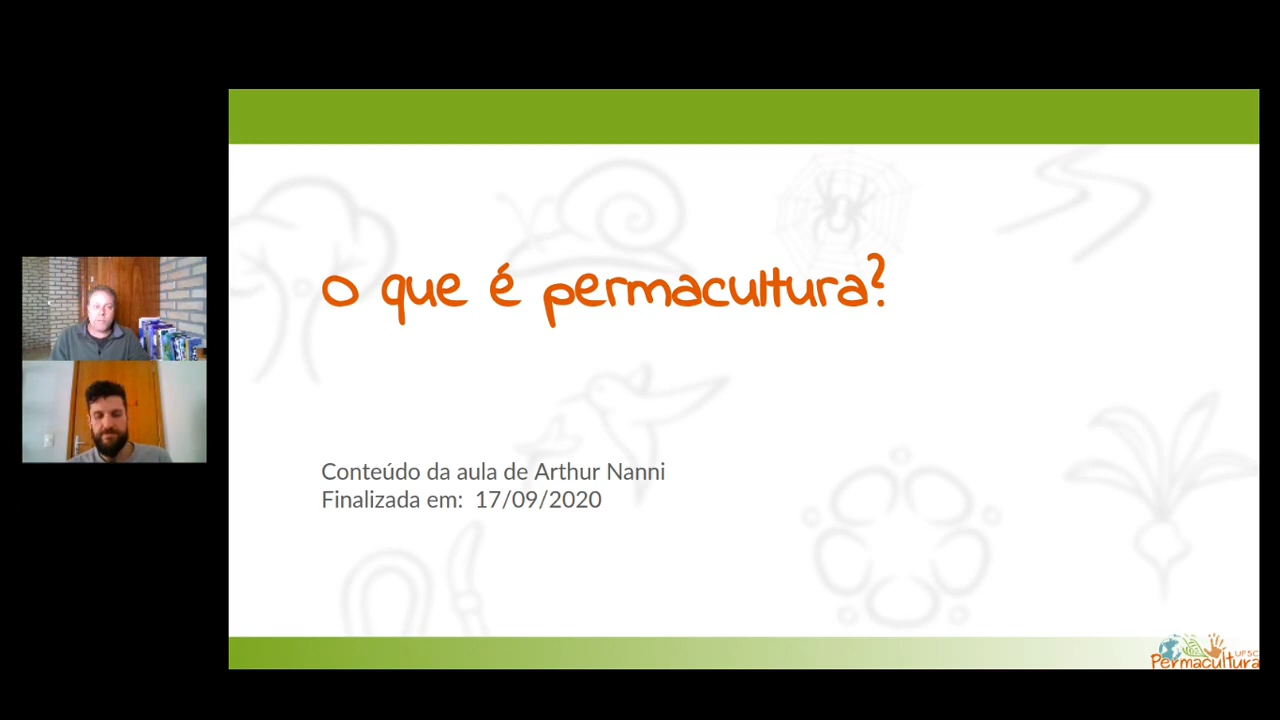 O que é permacultura?
Conteúdo da aula de Arthur Nanni
Finalizada em: 17/09/2020
UFSC
Permacultura